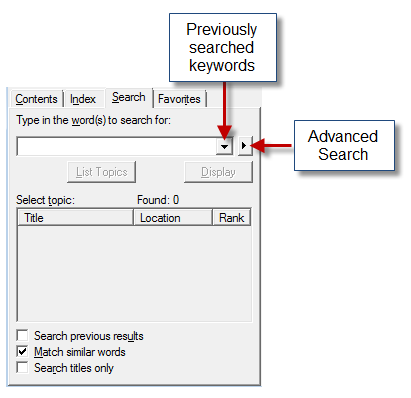 Previously
searched
keywords
Contents Index Search Favorites
Type in the word(s) to search for:
Advanced
Search
List Topics Display
Select topic: Found: 0
Title Location Rank
Search previous results
Match similar words
Search titles only